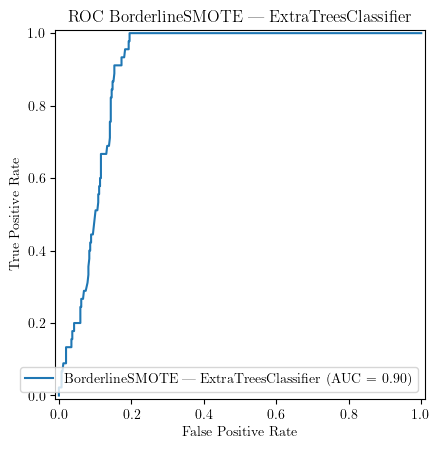 ROC BorderlineSMOTE — ExtraTreesClassifier
1.0
0.8
0.6
0.4
0.2
0.0
True Positive Rate
BorderlineSMOTE — ExtraTreesClassifier (AUC = 0.90)
0.0 0.2 0.4 0.6 0.8 1.0
False Positive Rate